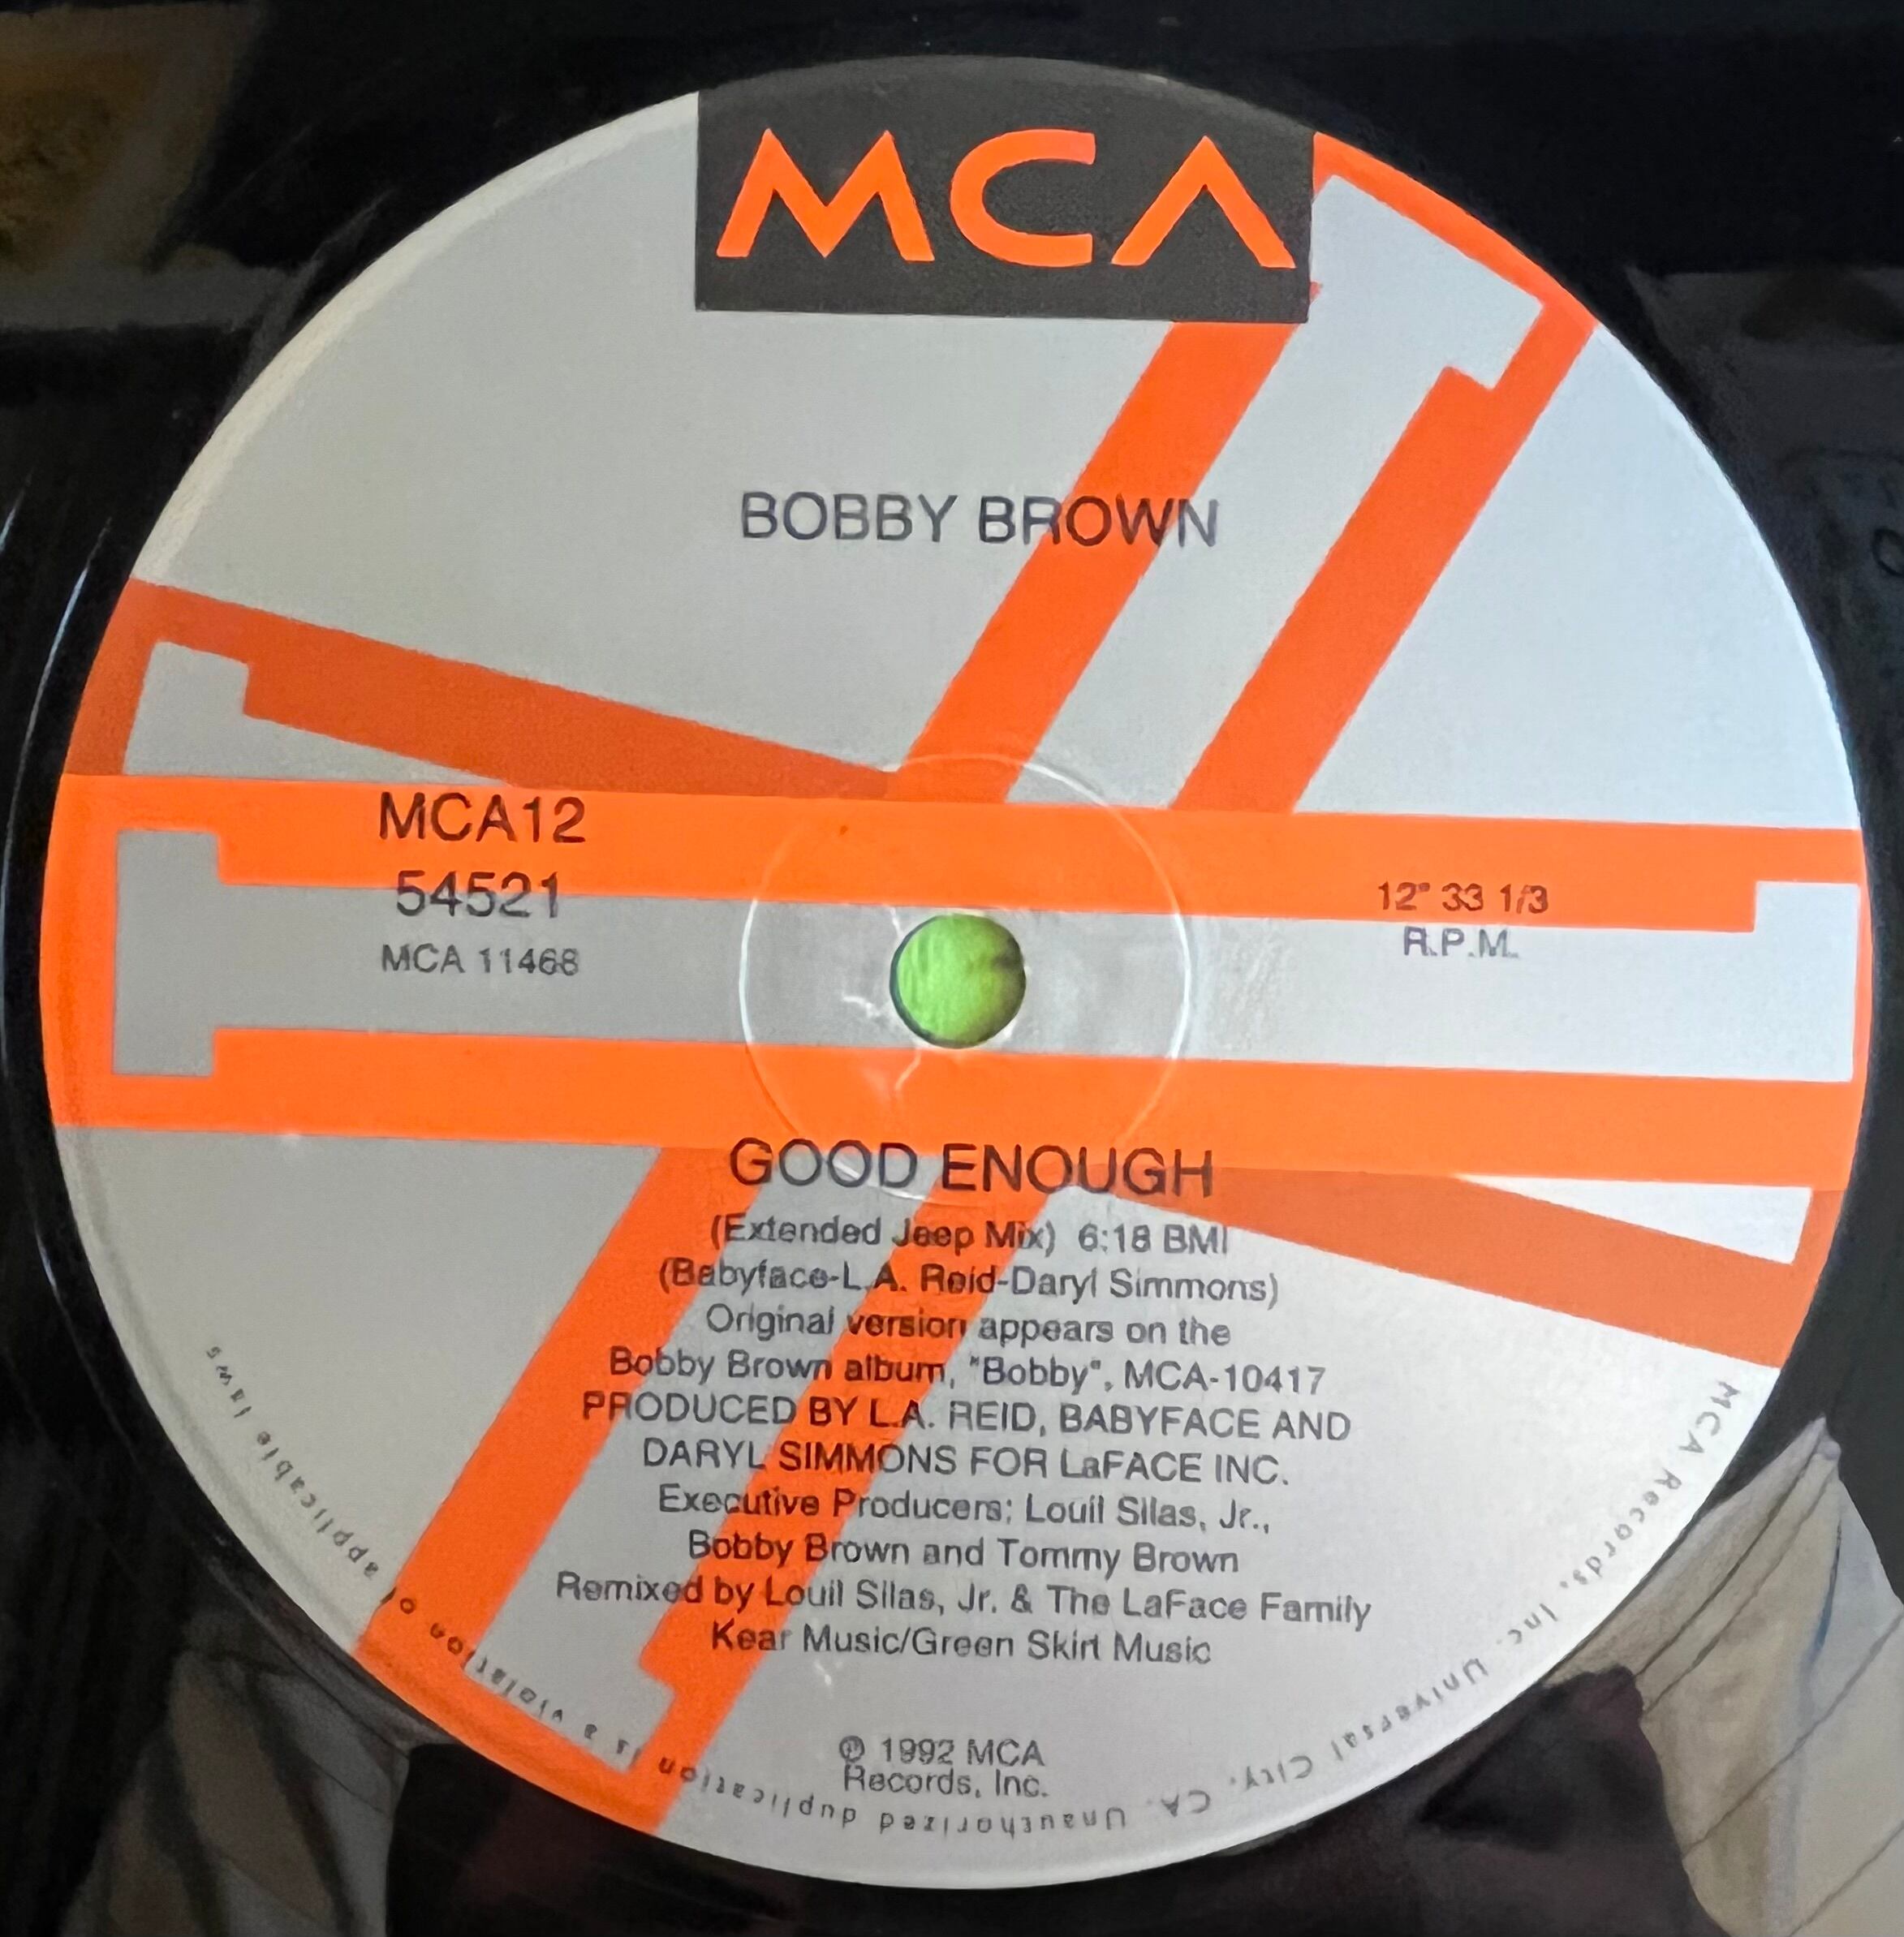 MCA
BOBBY BROWN
MCA12
54521
MCA 11468
12" 33 1/3
R.P.M.
GOOD ENOUGH
(Extended Jeep Mix) 6:18 BMI
(Babyface-L.A. Reid-Daryl Simmons)
Original version appears on the
Bobby Brown album, "Bobby", MCA-10417
PRODUCED BY L.A. REID, BABYFACE AND
DARYL SIMMONS FOR LaFACE INC.
Executive Producers: Louil Silas, Jr.,
Bobby Brown and Tommy Brown
Remixed by Louil Silas, Jr. & The LaFace Family
Kear Music/Green Skirt Music
℗ 1992 MCA
Records, Inc.
MCA Records, Inc. Universal City, CA. Unauthorized duplication is a violation of applicable laws